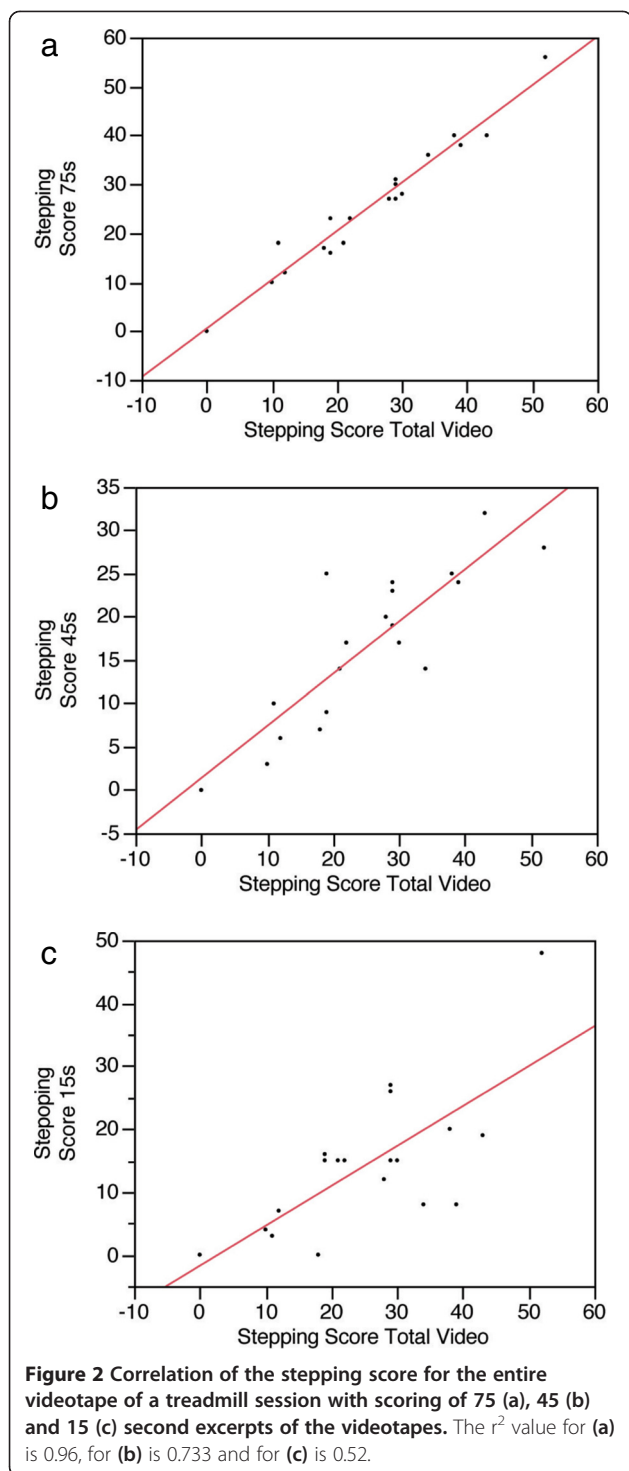 a
60
50
40
30
20
10
0
-10
Stepping
Score 75s
-10 0 10 20 30 40 50 60
Stepping Score Total Video
b
35
30
25
20
15
10
5
0
-5
Stepping
Score 45s
-10 0 10 20 30 40 50 60
Stepping Score Total Video
c
50
40
30
20
10
0
Stepoping
Score 15s
-10 0 10 20 30 40 50 60
Stepping Score Total Video
Figure 2 Correlation of the stepping score for the entire
videotape of a treadmill session with scoring of 75 (a), 45 (b)
and 15 (c) second excerpts of the videotapes. The r² value for (a)
is 0.96, for (b) is 0.733 and for (c) is 0.52.